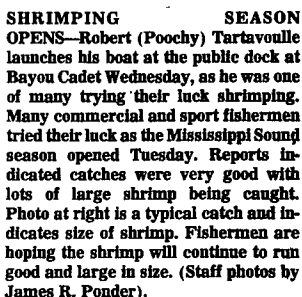 SHRIMPING SEASON
OPENS—Robert (Poochy) Tartavoulle
launches his boat at the public dock at
Bayou Cadet Wednesday, as he was one
of many trying their luck shrimping.
Many commercial and sport fishermen
tried their luck as the Mississippi Sound
season opened Tuesday. Reports in-
dicated catches were very good with
lots of large shrimp being caught.
Photo at right is a typical catch and in-
dicates size of shrimp. Fishermen are
hoping the shrimp will continue to run
good and large in size. (Staff photos by
James R. Ponder).